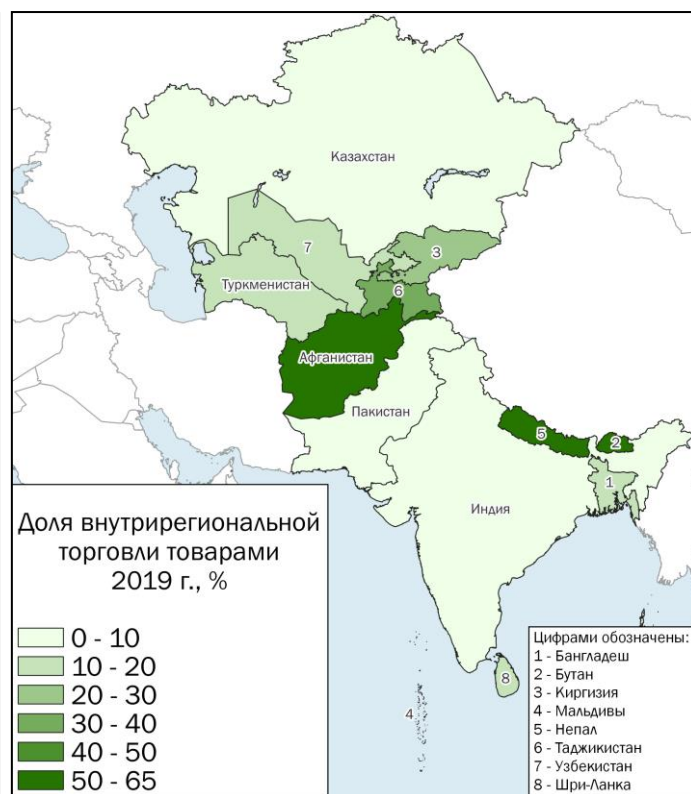 Казахстан
7
3
Туркменистан
6
Афганистан
Пакистан
5
2
1
Индия
4
8
Доля внутрирегиональной
торговли товарами
2019 г., %
0 - 10
10 - 20
20 - 30
30 - 40
40 - 50
50 - 65
Цифрами обозначены:
1 - Бангладеш
2 - Бутан
3 - Киргизия
4 - Мальдивы
5 - Непал
6 - Таджикистан
7 - Узбекистан
8 - Шри-Ланка